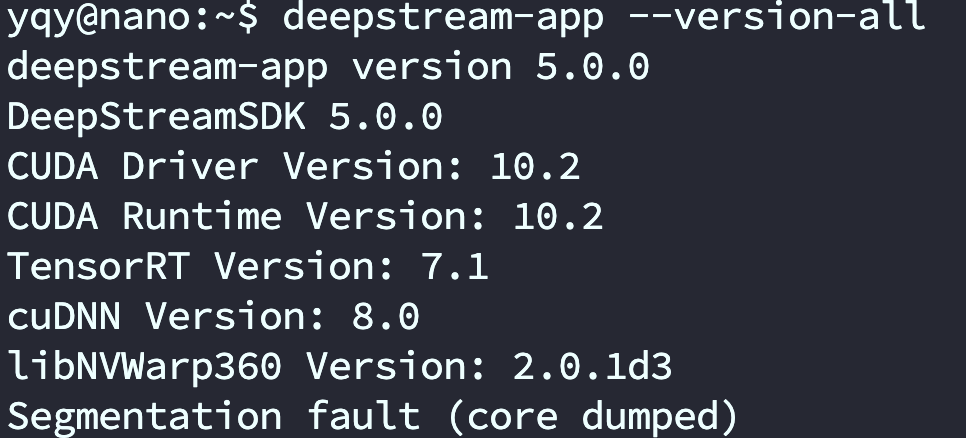 yqy@nano:~$ deepstream-app --version-all
deepstream-app version 5.0.0
DeepStreamSDK 5.0.0
CUDA Driver Version: 10.2
CUDA Runtime Version: 10.2
TensorRT Version: 7.1
cuDNN Version: 8.0
libNVWarp360 Version: 2.0.1d3
Segmentation fault (core dumped)